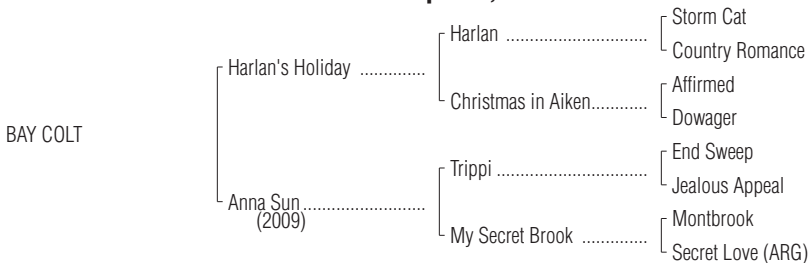 Storm Cat
Harlan ................................
Country Romance
Harlan's Holiday ..............
Affirmed
Christmas in Aiken............
Dowager
BAY COLT
End Sweep
Trippi ..................................
Jealous Appeal
Anna Sun ..........................
(2009)
Montbrook
My Secret Brook ..............
Secret Love (ARG)